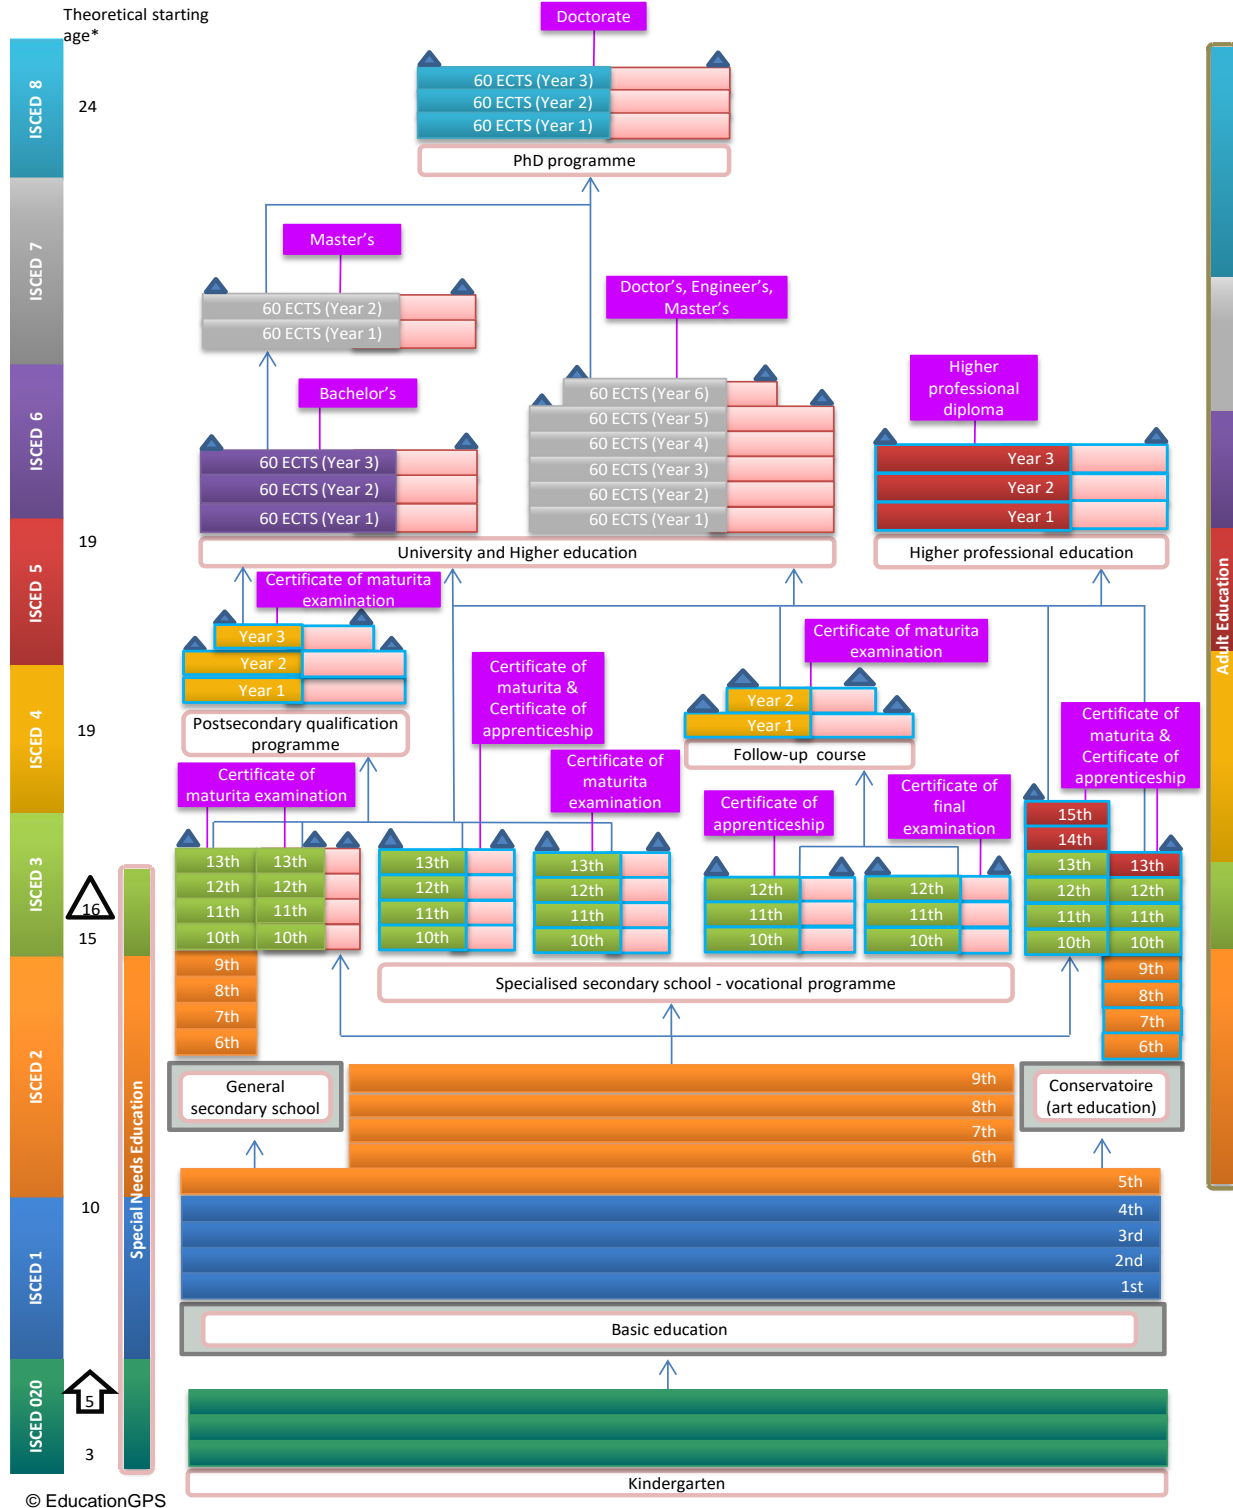 Theoretical starting
age*
Doctorate
ISCED 8
24
60 ECTS (Year 3)
60 ECTS (Year 2)
60 ECTS (Year 1)
PhD programme
ISCED 7
Master's
60 ECTS (Year 2)
60 ECTS (Year 1)
Doctor's, Engineer's,
Master's
ISCED 6
Bachelor's
60 ECTS (Year 3)
60 ECTS (Year 2)
60 ECTS (Year 1)
60 ECTS (Year 6)
60 ECTS (Year 5)
60 ECTS (Year 4)
60 ECTS (Year 3)
60 ECTS (Year 2)
60 ECTS (Year 1)
Higher
professional
diploma
Year 3
Year 2
Year 1
ISCED 5
19
University and Higher education
Higher professional education
Certificate of maturita
examination
Year 3
Year 2
Year 1
Postsecondary qualification
programme
Certificate of
maturita &
Certificate of
apprenticeship
Certificate of maturita
examination
Year 2
Year 1
Follow-up course
Adult Education
ISCED 4
19
Certificate of
maturita examination
Certificate of
maturita
examination
Certificate of
apprenticeship
Certificate of
final
examination
Certificate of
maturita &
Certificate of
apprenticeship
ISCED 3
16
15
13th
12th
11th
10th
9th
8th
7th
6th
13th
12th
11th
10th
13th
12th
11th
10th
13th
12th
11th
10th
12th
11th
10th
12th
11th
10th
15th
14th
13th
12th
11th
10th
13th
12th
11th
10th
9th
8th
7th
6th
Specialised secondary school - vocational programme
ISCED 2
Special Needs Education
General
secondary school
9th
8th
7th
6th
Conservatoire
(art education)
5th
ISCED 1
10
4th
3rd
2nd
1st
Basic education
ISCED 020
5
3
Kindergarten
© EducationGPS